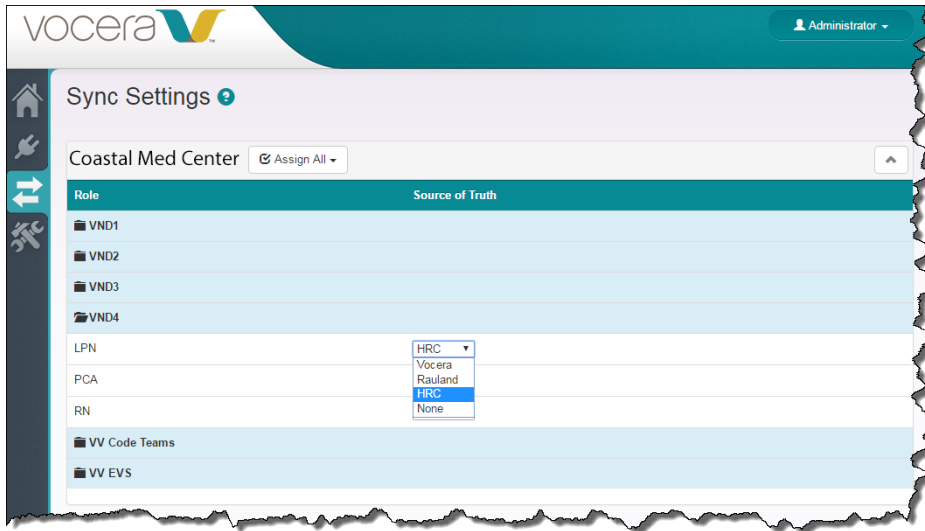 vocera
Administrator
Sync Settings ?
Coastal Med Center Assign All
Role Source of Truth
VND1
VND2
VND3
VND4
LPN HRC
Vocera
PCA Rauland
HRC
RN None
VV Code Teams
VV EVS